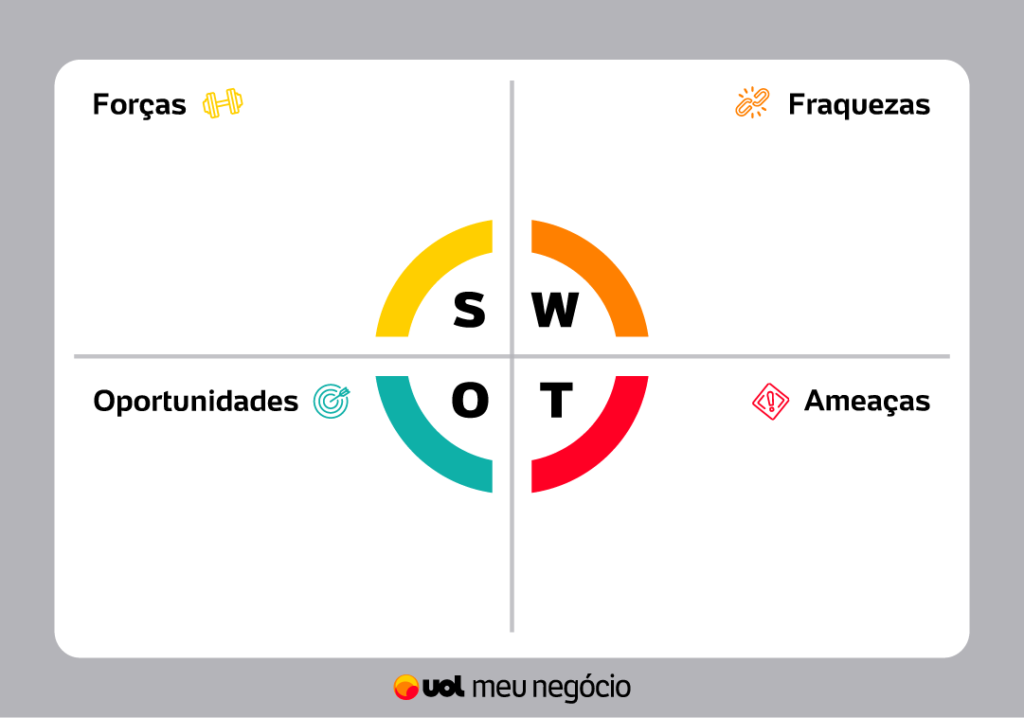 Forças
Fraquezas
S W
O T
Oportunidades
Ameaças
uol meu negócio